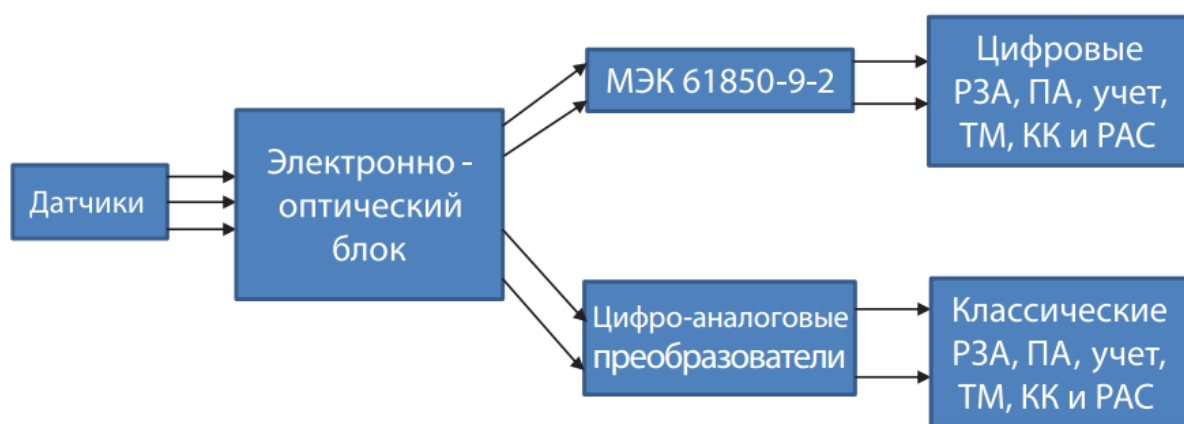 Датчики
Электронно -
оптический
блок
МЭК 61850-9-2
Цифровые
РЗА, ПА, учет,
ТМ, КК и РАС
Цифро-аналоговые
преобразователи
Классические
РЗА, ПА, учет,
ТМ, КК и РАС